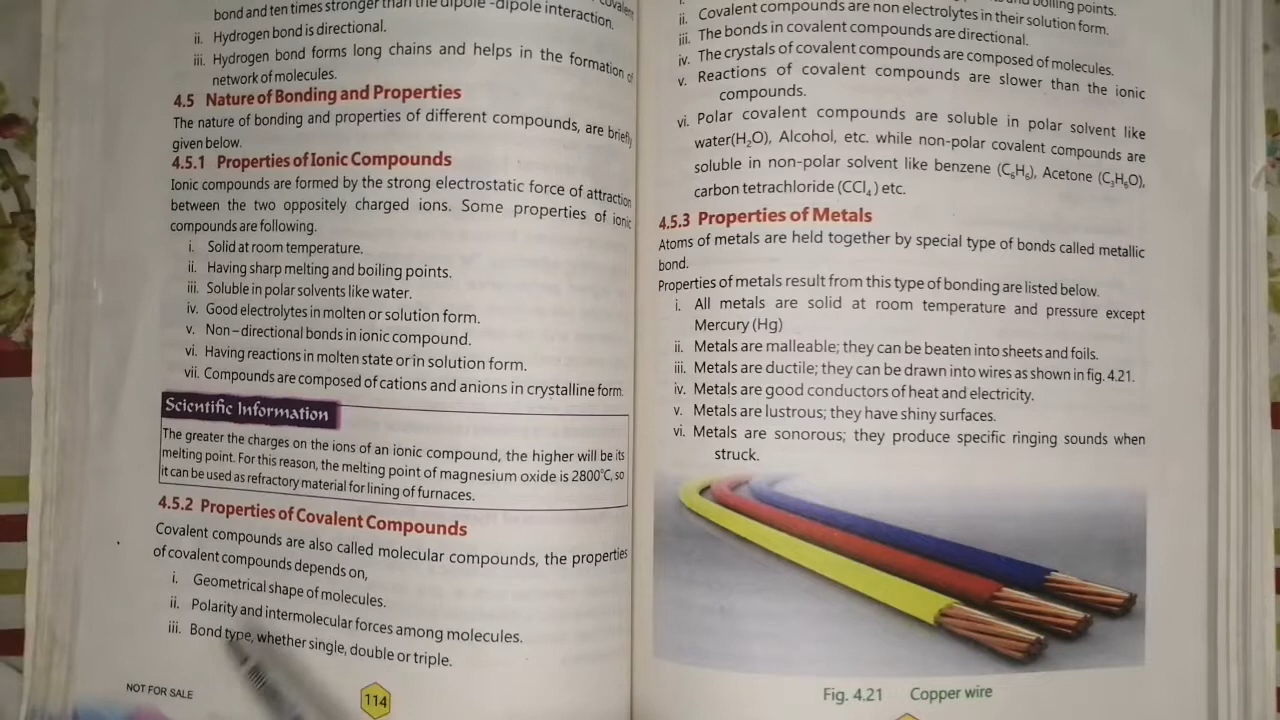 bond and ten times stronger than the dipole -dipole interaction.
ii. Hydrogen bond is directional.
iii. Hydrogen bond forms long chains and helps in the formation of
network of molecules.
4.5 Nature of Bonding and Properties
The nature of bonding and properties of different compounds, are briefly
given below.
4.5.1 Properties of Ionic Compounds
Ionic compounds are formed by the strong electrostatic force of attraction
between the two oppositely charged ions. Some properties of ionic
compounds are following.
i. Solid at room temperature.
ii. Having sharp melting and boiling points.
iii. Soluble in polar solvents like water.
iv. Good electrolytes in molten or solution form.
v. Non – directional bonds in ionic compound.
vi. Having reactions in molten state or in solution form.
vii. Compounds are composed of cations and anions in crystalline form.
Scientific Information
The greater the charges on the ions of an ionic compound, the higher will be its
melting point. For this reason, the melting point of magnesium oxide is 2800°C, so
it can be used as refractory material for lining of furnaces.
4.5.2 Properties of Covalent Compounds
Covalent compounds are also called molecular compounds, the properties
of covalent compounds depends on,
i. Geometrical shape of molecules.
ii. Polarity and intermolecular forces among molecules.
iii. Bond type, whether single, double or triple.
NOT FOR SALE
114
boiling points.
ii. Covalent compounds are non electrolytes in their solution form.
iii. The bonds in covalent compounds are directional.
iv. The crystals of covalent compounds are composed of molecules.
v. Reactions of covalent compounds are slower than the ionic
compounds.
vi. Polar covalent compounds are soluble in polar solvent like
water(H₂O), Alcohol, etc. while non-polar covalent compounds are
soluble in non-polar solvent like benzene (C₆H₆), Acetone (C₃H₆O),
carbon tetrachloride (CCl₄) etc.
4.5.3 Properties of Metals
Atoms of metals are held together by special type of bonds called metallic
bond.
Properties of metals result from this type of bonding are listed below.
i. All metals are solid at room temperature and pressure except
Mercury (Hg)
ii. Metals are malleable; they can be beaten into sheets and foils.
iii. Metals are ductile; they can be drawn into wires as shown in fig. 4.21.
iv. Metals are good conductors of heat and electricity.
v. Metals are lustrous; they have shiny surfaces.
vi. Metals are sonorous; they produce specific ringing sounds when
struck.
Fig. 4.21 Copper wire